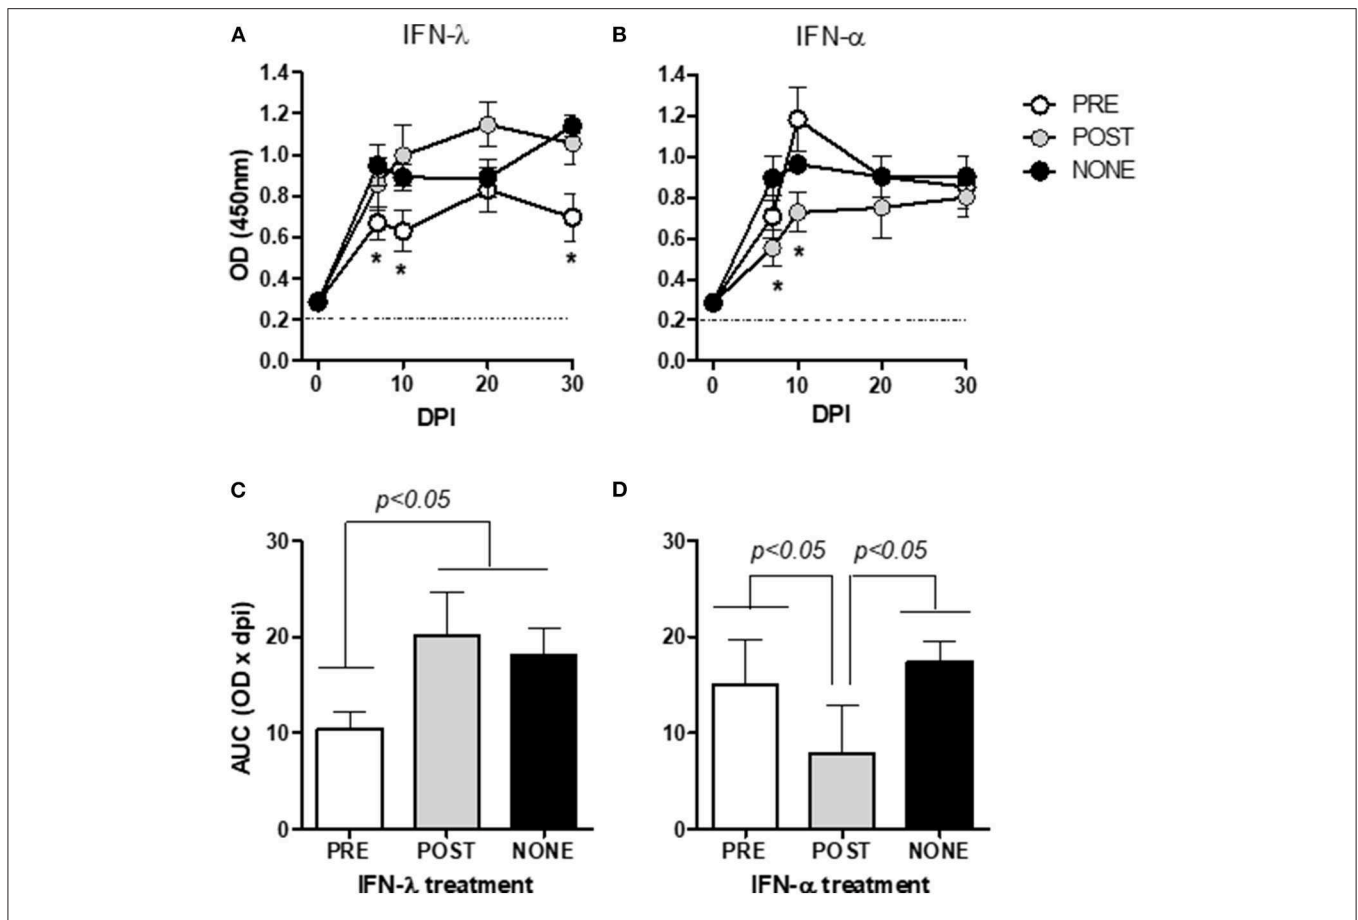 A
IFN-λ
OD (450nm)
1.4
1.2
1.0
0.8
0.6
0.4
0.2
0.0
*
*
*
0
10
20
30
DPI
B
IFN-α
1.4
1.2
1.0
0.8
0.6
0.4
0.2
0.0
*
*
0
10
20
30
DPI
PRE
POST
NONE
C
p<0.05
AUC (OD x dpi)
30
20
10
0
PRE
POST
NONE
IFN-λ treatment
D
p<0.05
p<0.05
30
20
10
0
PRE
POST
NONE
IFN-α treatment